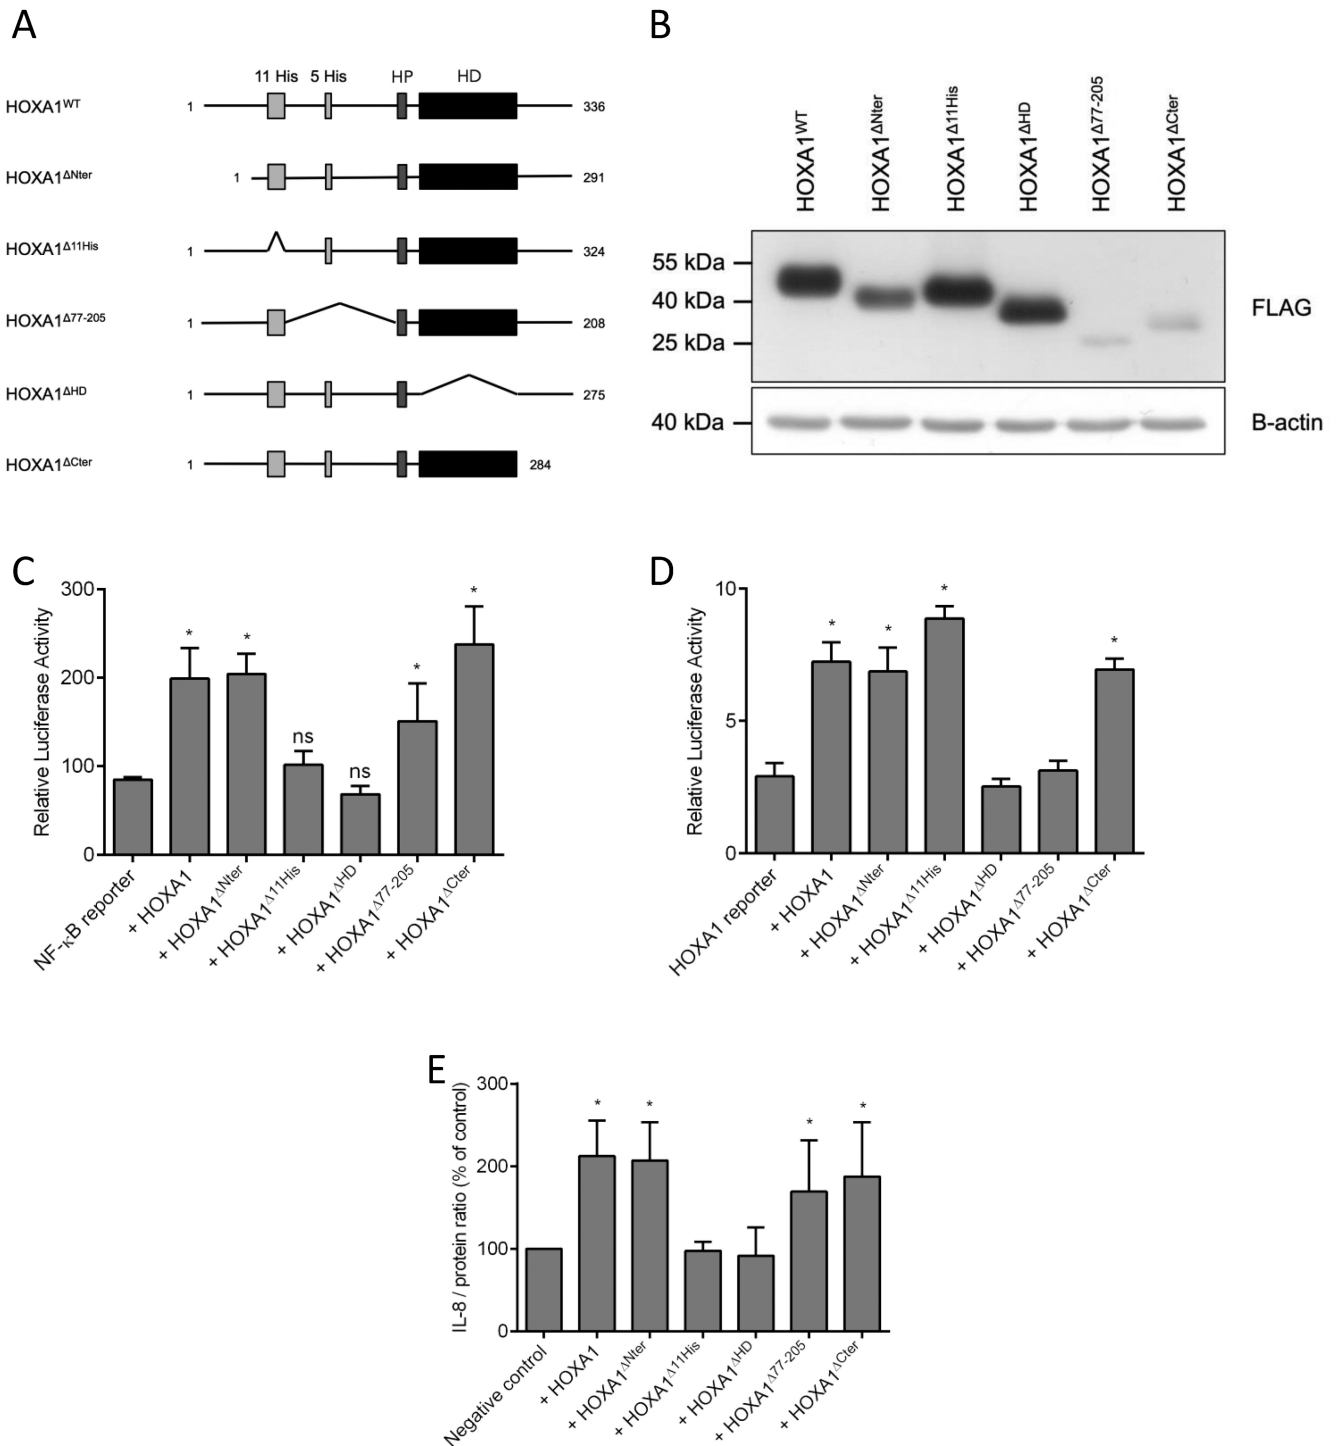 A
11 His 5 His HP HD
HOXA1WT 1 336
HOXA1ΔNter 1 291
HOXA1Δ11His 1 324
HOXA1Δ77-205 1 208
HOXA1ΔHD 1 275
HOXA1ΔCter 1 284
B
HOXA1WT
HOXA1ΔNter
HOXA1Δ11His
HOXA1ΔHD
HOXA1Δ77-205
HOXA1ΔCter
55 kDa
40 kDa
25 kDa
FLAG
40 kDa
B-actin
C
Relative Luciferase Activity
300
200
100
0
* * ns ns * *
NF-κB reporter
+ HOXA1
+ HOXA1ΔNter
+ HOXA1Δ11His
+ HOXA1ΔHD
+ HOXA1Δ77-205
+ HOXA1ΔCter
D
Relative Luciferase Activity
10
5
0
* * * *
HOXA1 reporter
+ HOXA1
+ HOXA1ΔNter
+ HOXA1Δ11His
+ HOXA1ΔHD
+ HOXA1Δ77-205
+ HOXA1ΔCter
E
IL-8 / protein ratio (% of control)
300
200
100
0
* * * *
Negative control
+ HOXA1
+ HOXA1ΔNter
+ HOXA1Δ11His
+ HOXA1ΔHD
+ HOXA1Δ77-205
+ HOXA1ΔCter